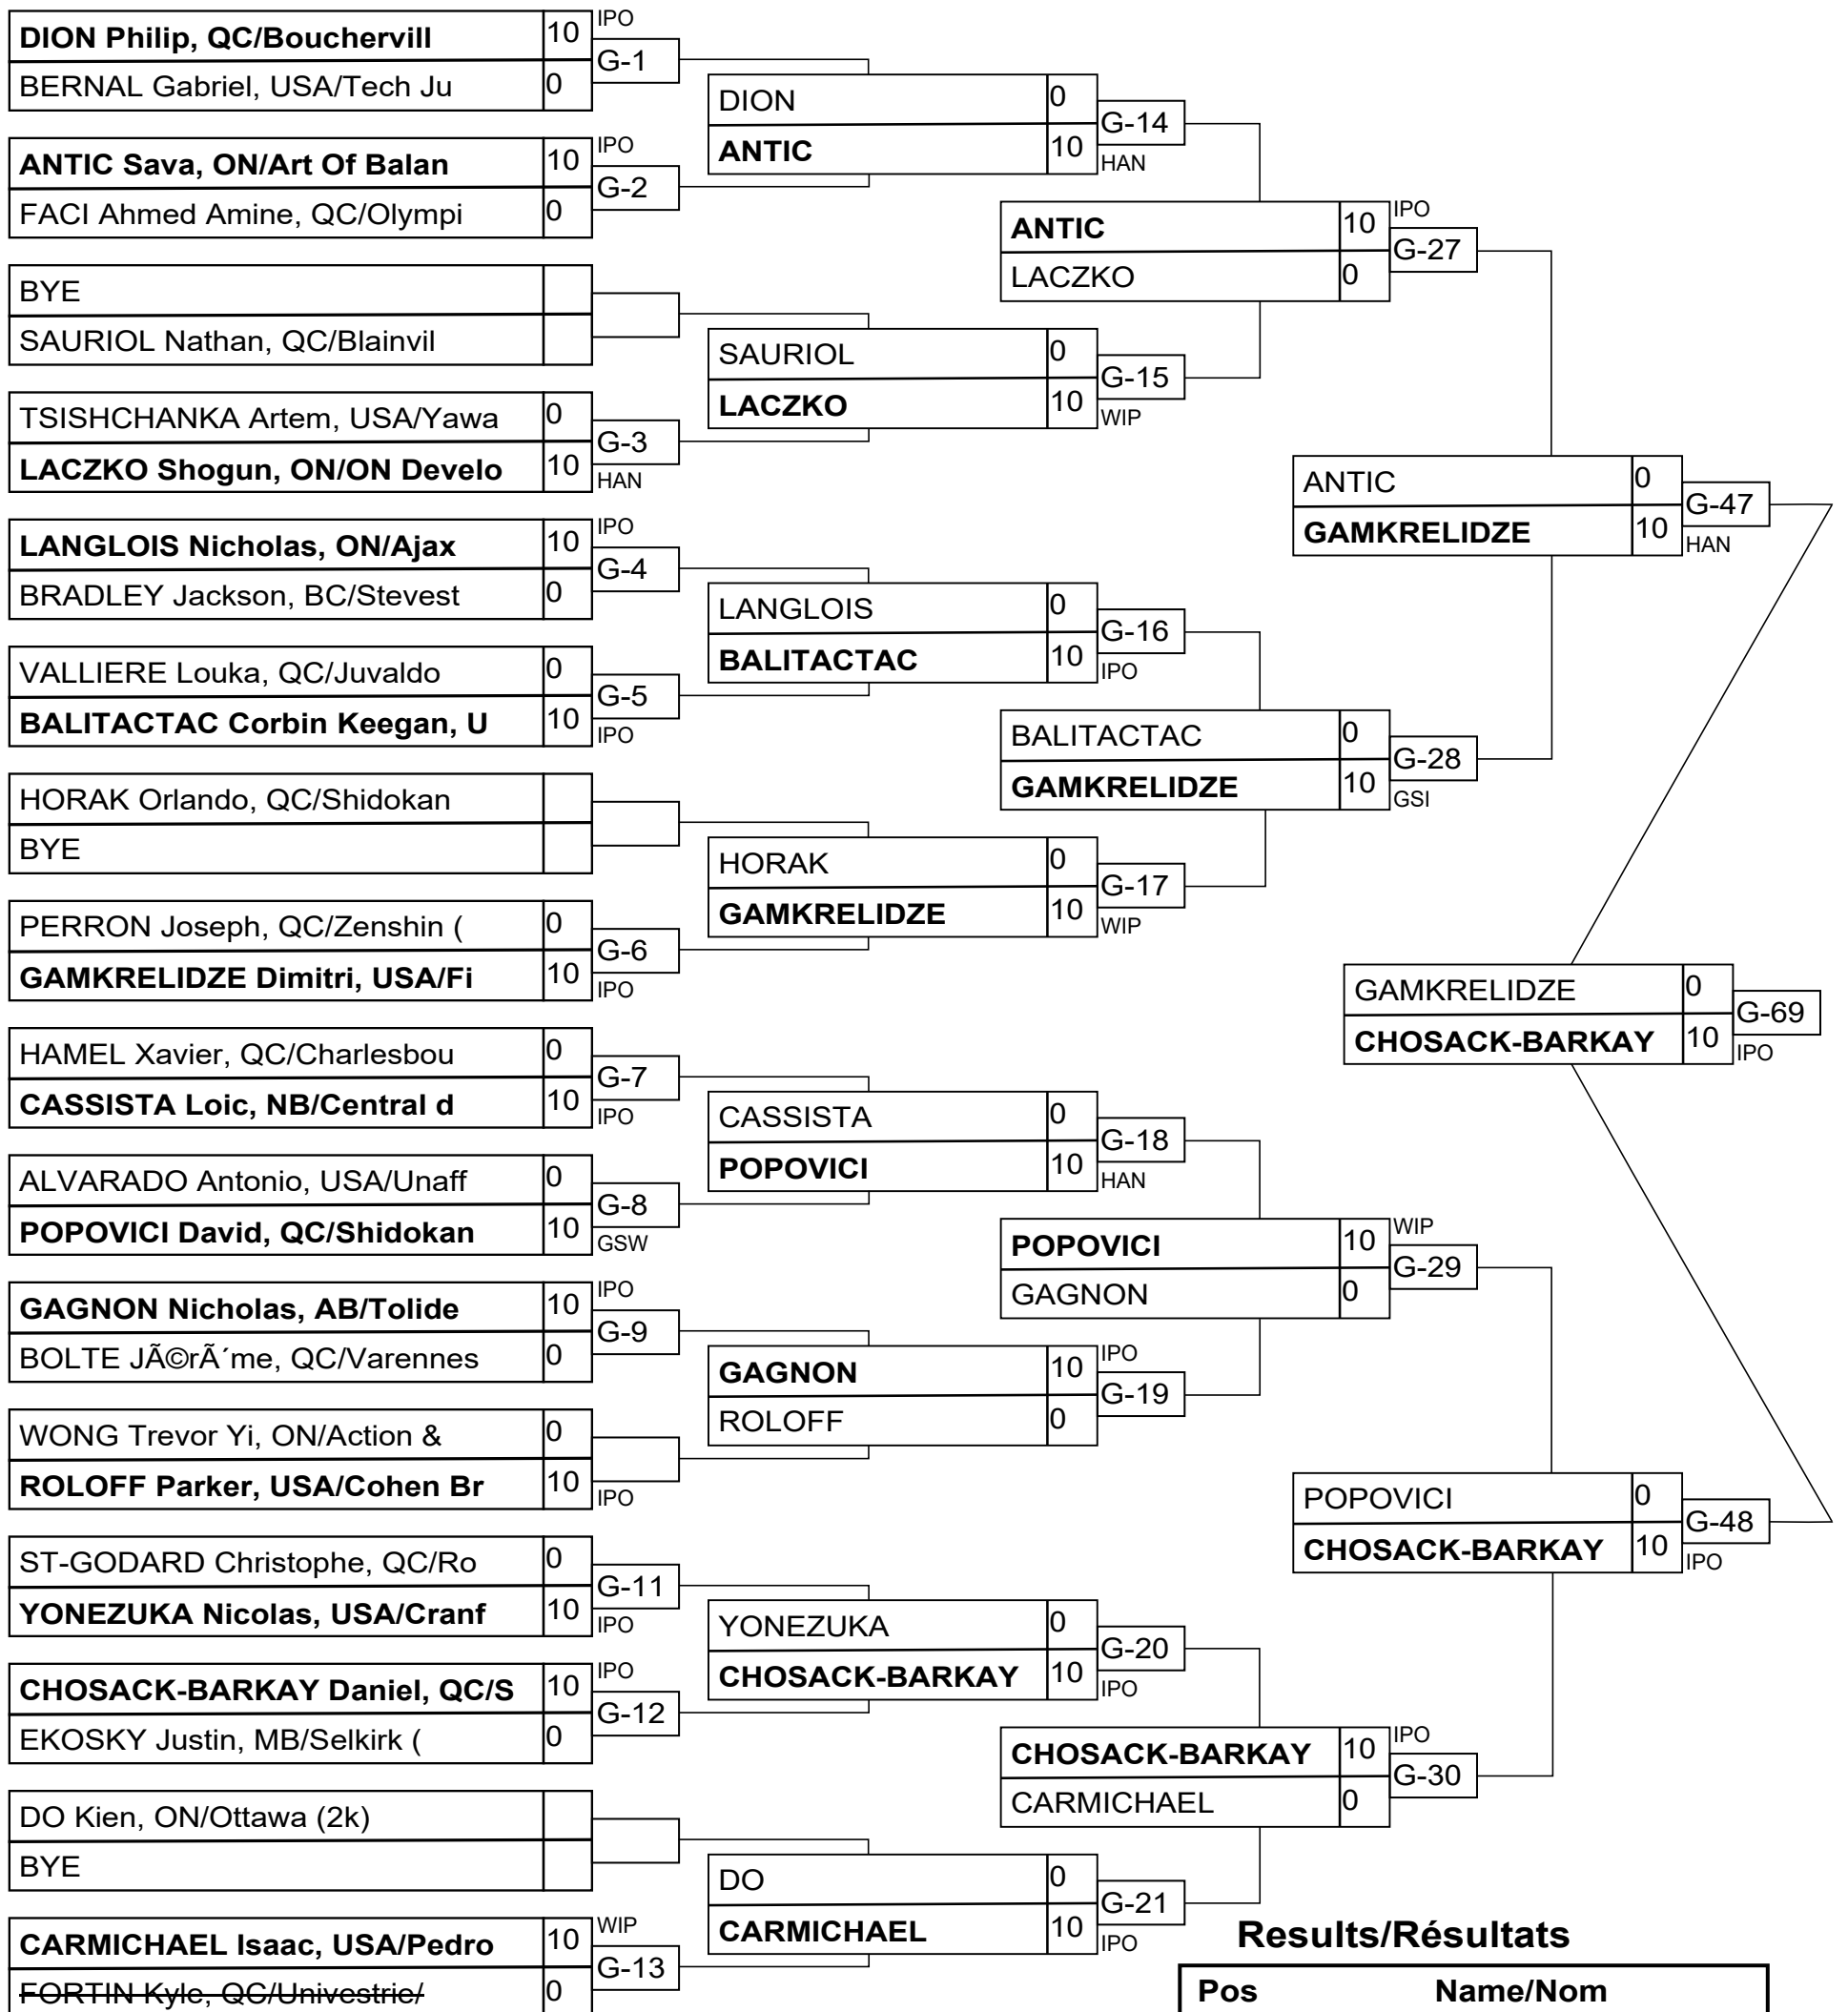 DION Philip, QC/Bouchervill 10 IPO
G-1
BERNAL Gabriel, USA/Tech Ju 0
ANTIC Sava, ON/Art Of Balan 10 IPO
G-2
FACI Ahmed Amine, QC/Olympi 0
BYE
SAURIOL Nathan, QC/Blainvil
TSISHCHANKA Artem, USA/Yawa 0
G-3
LACZKO Shogun, ON/ON Develo 10 HAN
LANGLOIS Nicholas, ON/Ajax 10 IPO
G-4
BRADLEY Jackson, BC/Stevest 0
VALLIERE Louka, QC/Juvaldo 0
G-5
BALITACTAC Corbin Keegan, U 10 IPO
HORAK Orlando, QC/Shidokan
BYE
PERRON Joseph, QC/Zenshin ( 0
G-6
GAMKRELIDZE Dimitri, USA/Fi 10 IPO
HAMEL Xavier, QC/Charlesbou 0
G-7
CASSISTA Loic, NB/Central d 10 IPO
ALVARADO Antonio, USA/Unaff 0
G-8
POPOVICI David, QC/Shidokan 10 GSW
GAGNON Nicholas, AB/Tolide 10 IPO
G-9
BOLTE JÃ©rÃ´me, QC/Varennes 0
WONG Trevor Yi, ON/Action & 0
ROLOFF Parker, USA/Cohen Br 10 IPO
ST-GODARD Christophe, QC/Ro 0
G-11
YONEZUKA Nicolas, USA/Cranf 10 IPO
CHOSACK-BARKAY Daniel, QC/S 10 IPO
G-12
EKOSKY Justin, MB/Selkirk ( 0
DO Kien, ON/Ottawa (2k)
BYE
CARMICHAEL Isaac, USA/Pedro 10 WIP
G-13
FORTIN Kyle, QC/Univestrie/ 0
DION 0
G-14
ANTIC 10 HAN
SAURIOL 0
G-15
LACZKO 10 WIP
LANGLOIS 0
G-16
BALITACTAC 10 IPO
HORAK 0
G-17
GAMKRELIDZE 10 WIP
CASSISTA 0
G-18
POPOVICI 10 HAN
GAGNON 10 IPO
G-19
ROLOFF 0
YONEZUKA 0
G-20
CHOSACK-BARKAY 10 IPO
DO 0
G-21
CARMICHAEL 10 IPO
ANTIC 10 IPO
G-27
LACZKO 0
BALITACTAC 0
G-28
GAMKRELIDZE 10 GSI
POPOVICI 10 WIP
G-29
GAGNON 0
CHOSACK-BARKAY 10 IPO
G-30
CARMICHAEL 0
ANTIC 0
G-47
GAMKRELIDZE 10 HAN
POPOVICI 0
G-48
CHOSACK-BARKAY 10 IPO
GAMKRELIDZE 0
G-69
CHOSACK-BARKAY 10 IPO
Results/Résultats
Pos Name/Nom